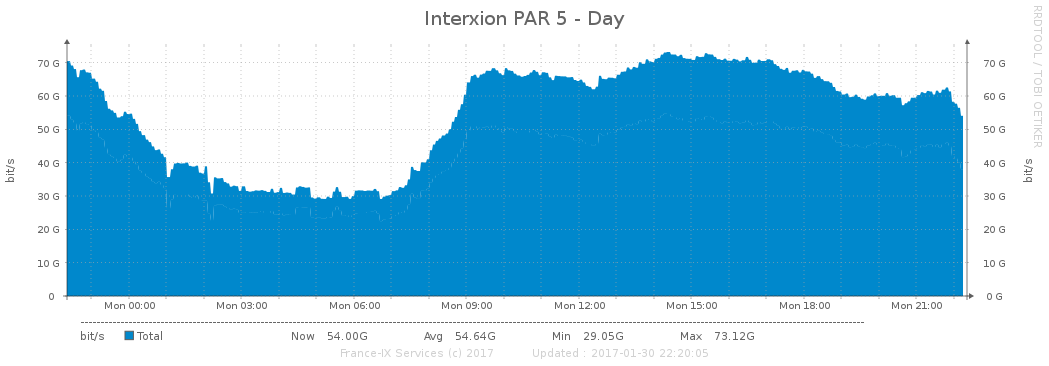 Interxion PAR 5 - Day
RRDTOOL / TOBI OETIKER
bit/s
70 G
60 G
50 G
40 G
30 G
20 G
10 G
0
70 G
60 G
50 G
40 G
30 G
20 G
10 G
0 G
bit/s
Mon 00:00 Mon 03:00 Mon 06:00 Mon 09:00 Mon 12:00 Mon 15:00 Mon 18:00 Mon 21:00
bit/s Total Now 54.00G Avg 54.64G Min 29.05G Max 73.12G
France-IX Services (c) 2017 Updated : 2017-01-30 22:20:05